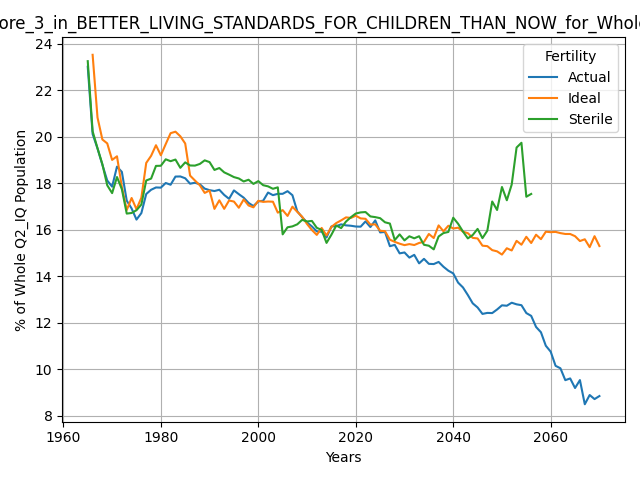 ore_3_in_BETTER_LIVING_STANDARDS_FOR_CHILDREN_THAN_NOW_for_Whole
24
22
20
18
16
14
12
10
8
% of Whole Q2_IQ Population
Fertility
Actual
Ideal
Sterile
1960
1980
2000
2020
2040
2060
Years